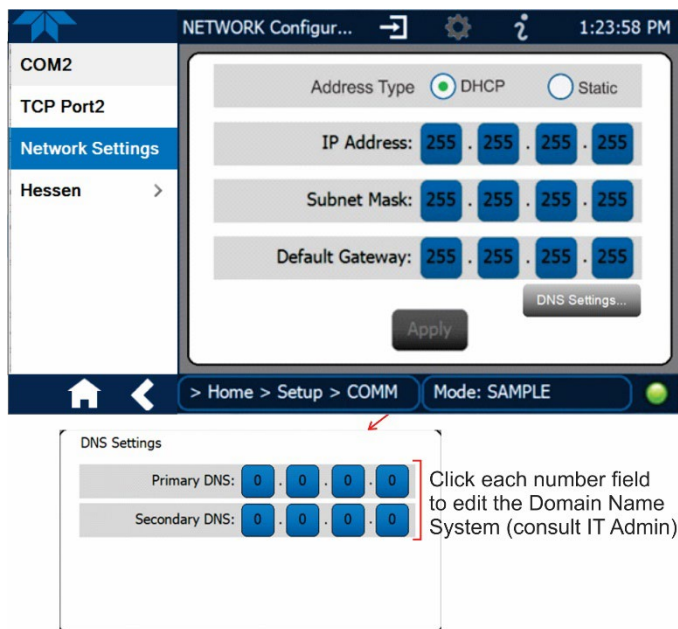 NETWORK Configur... 1:23:58 PM
COM2
TCP Port2
Network Settings
Hessen >
Address Type DHCP Static
IP Address: 255 . 255 . 255 . 255
Subnet Mask: 255 . 255 . 255 . 255
Default Gateway: 255 . 255 . 255 . 255
DNS Settings...
Apply
> Home > Setup > COMM Mode: SAMPLE
DNS Settings
Primary DNS: 0 . 0 . 0 . 0
Secondary DNS: 0 . 0 . 0 . 0
Click each number field
to edit the Domain Name
System (consult IT Admin)